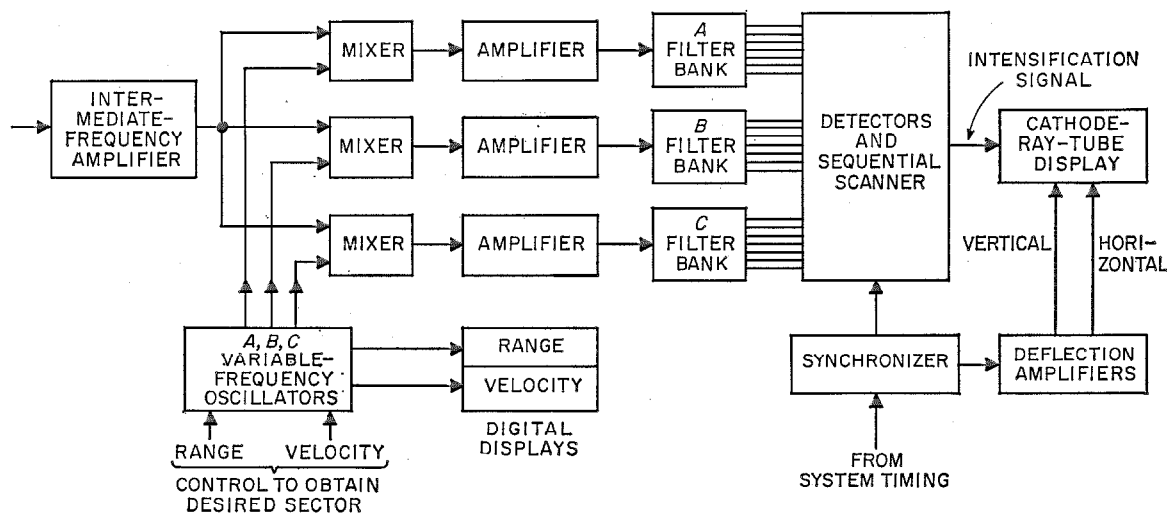 INTER-
MEDIATE-
FREQUENCY
AMPLIFIER
MIXER
AMPLIFIER
A
FILTER
BANK
MIXER
AMPLIFIER
B
FILTER
BANK
MIXER
AMPLIFIER
C
FILTER
BANK
DETECTORS
AND
SEQUENTIAL
SCANNER
INTENSIFICATION
SIGNAL
CATHODE-
RAY-TUBE
DISPLAY
VERTICAL
HORI-
ZONTAL
A, B, C
VARIABLE-
FREQUENCY
OSCILLATORS
RANGE
VELOCITY
DIGITAL
DISPLAYS
SYNCHRONIZER
DEFLECTION
AMPLIFIERS
RANGE VELOCITY
CONTROL TO OBTAIN
DESIRED SECTOR
FROM
SYSTEM TIMING